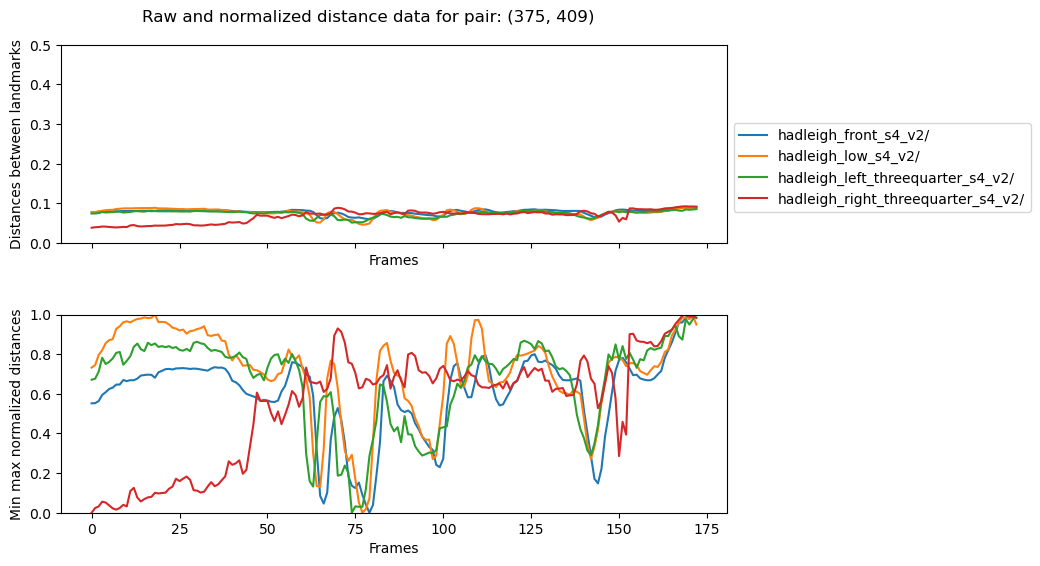 Raw and normalized distance data for pair: (375, 409)
Distances between landmarks
0.5
0.4
0.3
0.2
0.1
0.0
Frames
hadleigh_front_s4_v2/
hadleigh_low_s4_v2/
hadleigh_left_threequarter_s4_v2/
hadleigh_right_threequarter_s4_v2/
Min max normalized distances
1.0
0.8
0.6
0.4
0.2
0.0
0 25 50 75 100 125 150 175
Frames